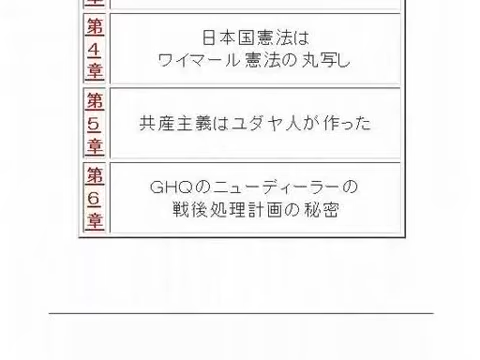 第4章
日本国憲法は
ワイマール憲法の丸写し
第5章
共産主義はユダヤ人が作った
第6章
GHQのニューディーラーの
戦後処理計画の秘密